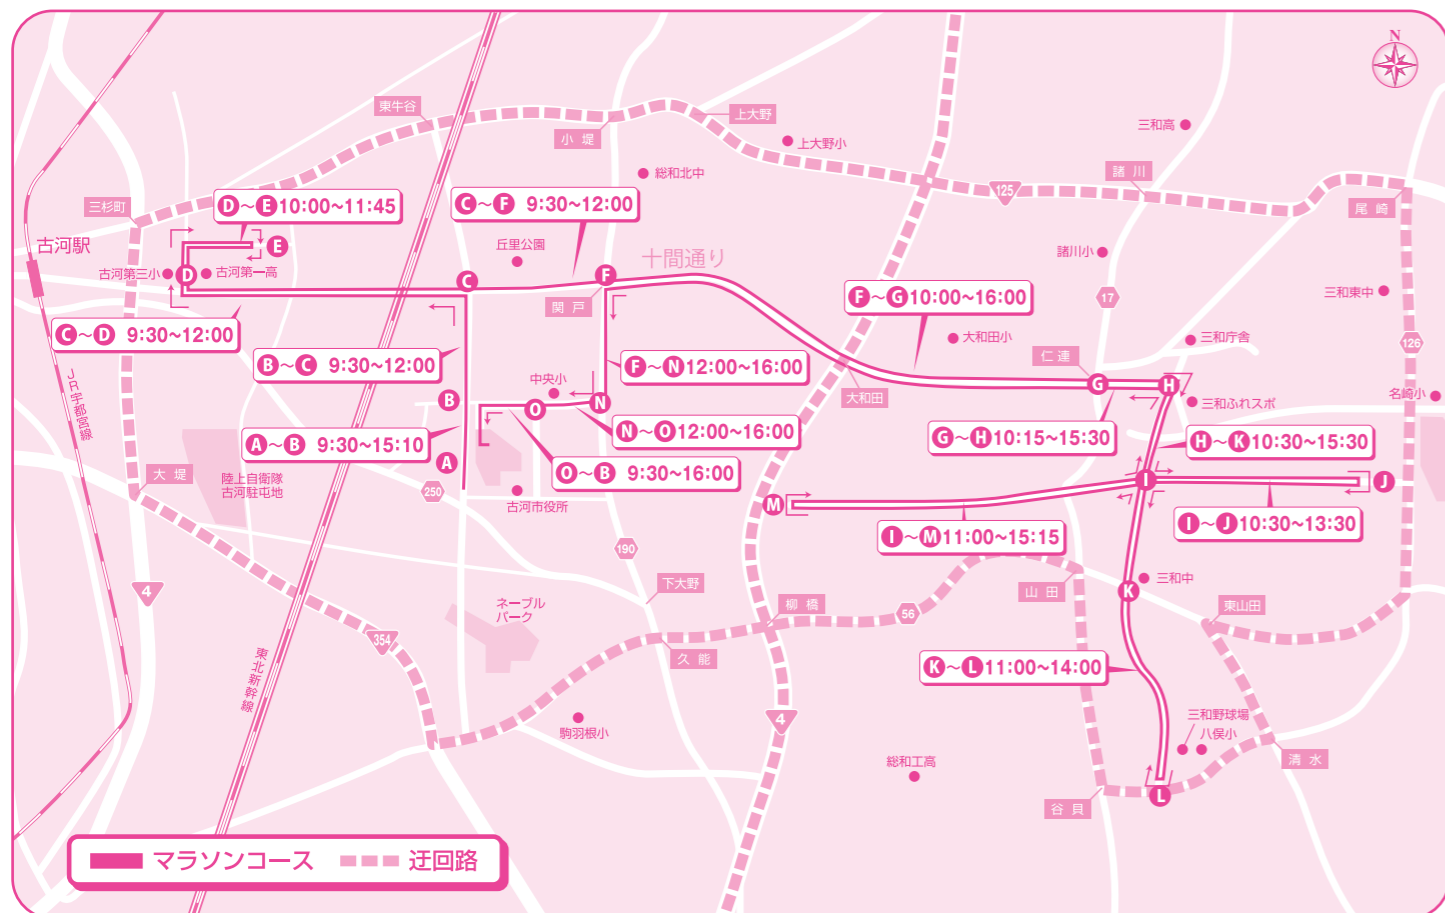 N
東牛谷
小堤
上大野
上大野小
三和高
諸川
125
尾崎
総和北中
三杉町
D～E 10:00~11:45
C～F 9:30~12:00
古河駅
E
古河第三小
D
古河第一高
丘里公園
C
F
関戸
十間通り
諸川小
17
三和東中
F～G 10:00~16:00
C～D 9:30~12:00
大和田小
三和庁舎
126
仁連
B～C 9:30~12:00
F～N 12:00~16:00
中央小
G
H
大和田
名崎小
三和ふれスポ
B
O
N
JR宇都宮線
A～B 9:30~15:10
N～O 12:00~16:00
G～H 10:15~15:30
H～K 10:30~15:30
A
O～B 9:30~16:00
大堤
陸上自衛隊
古河駐屯地
250
古河市役所
M
I
J
I～M 11:00~15:15
I～J 10:30~13:30
190
4
下大野
ネーブル
パーク
山田
三和中
K
柳橋
56
東山田
354
久能
東北新幹線
K～L 11:00~14:00
駒羽根小
4
三和野球場
八俣小
総和工高
清水
谷貝
L
マラソンコース
迂回路